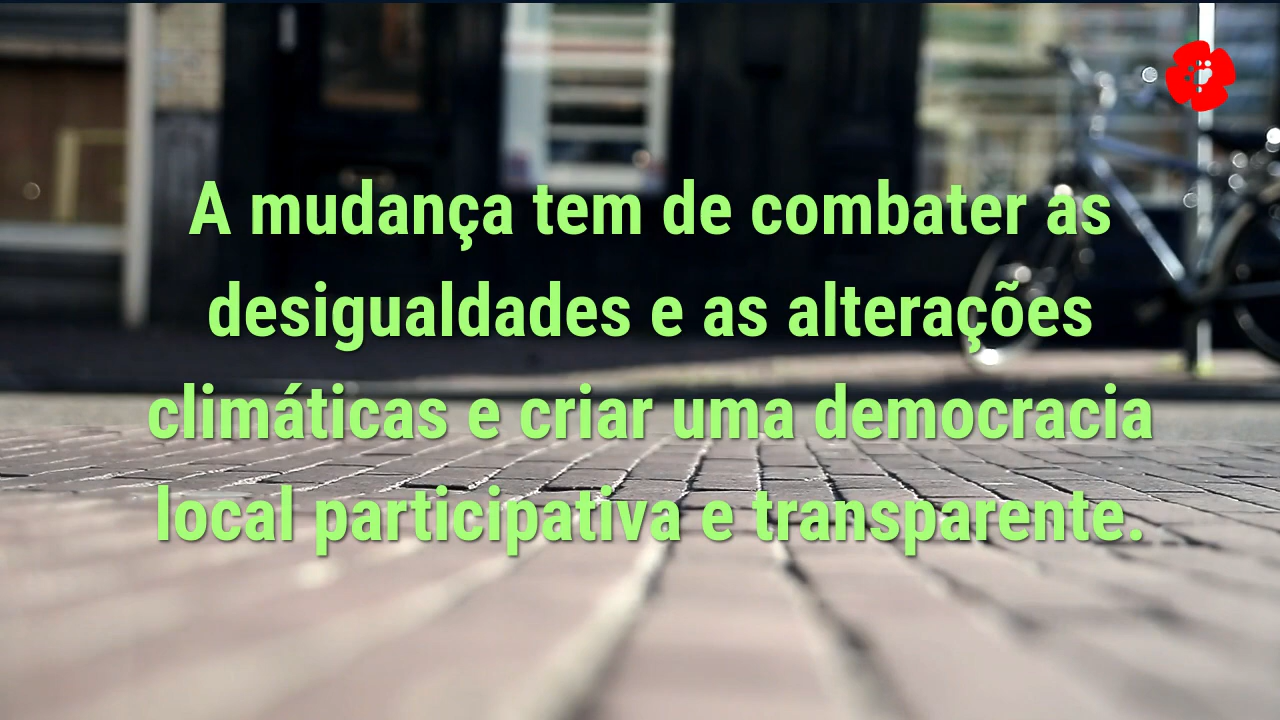 A mudança tem de combater as
desigualdades e as alterações
climáticas e criar uma democracia
local participativa e transparente.